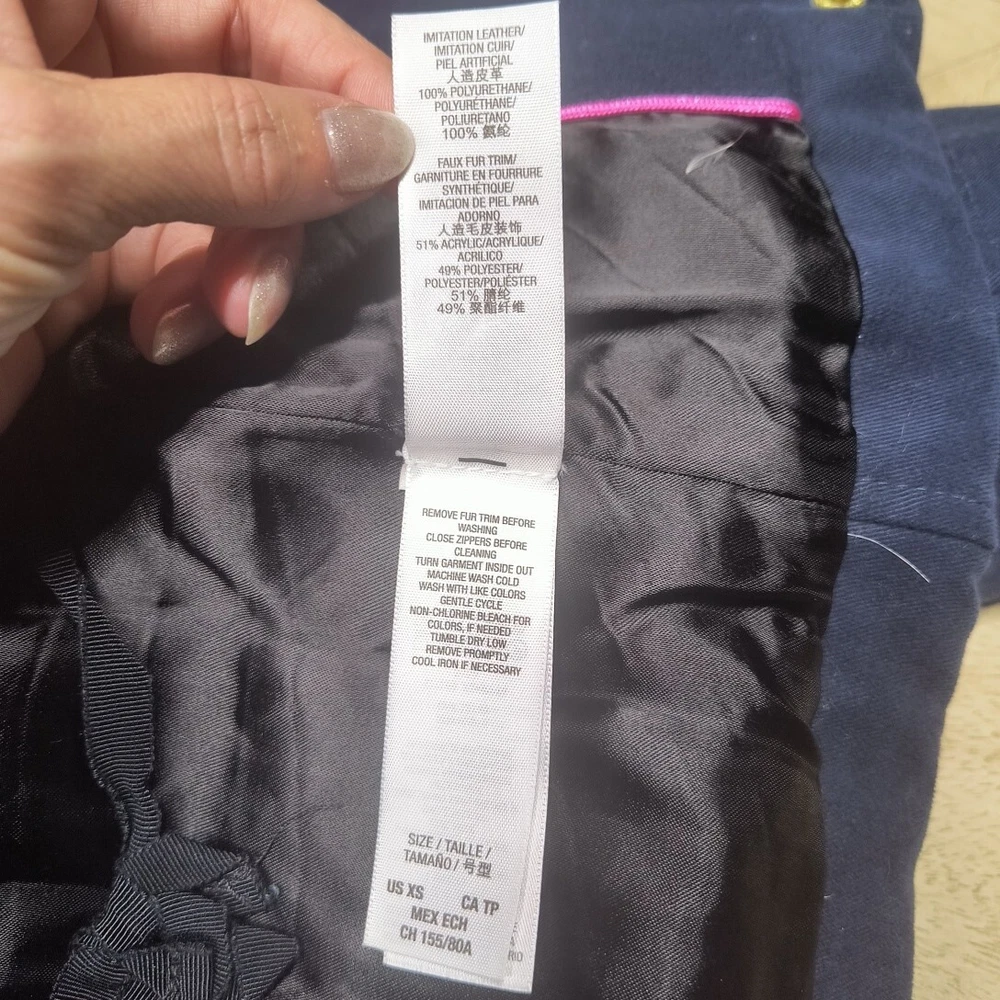 IMITATION LEATHER/
IMITATION CUIR/
PIEL ARTIFICIAL
人造皮革
100% POLYURETHANE/
POLYURÉTHANE/
POLIURETANO
100% 氨纶
FAUX FUR TRIM/
GARNITURE EN FOURRURE
SYNTHÉTIQUE/
IMITACION DE PIEL PARA
ADORNO
人造毛皮装饰
51% ACRYLIC/ACRYLIQUE/
ACRILICO
49% POLYESTER/
POLYESTER/POLIÉSTER
51% 腈纶
49% 聚酯纤维
REMOVE FUR TRIM BEFORE
WASHING
CLOSE ZIPPERS BEFORE
CLEANING
TURN GARMENT INSIDE OUT
MACHINE WASH COLD
WASH WITH LIKE COLORS
GENTLE CYCLE
NON-CHLORINE BLEACH FOR
COLORS, IF NEEDED
TUMBLE DRY LOW
REMOVE PROMPTLY
COOL IRON IF NECESSARY
SIZE / TAILLE /
TAMAÑO / 号型
US XS CA TP
MEX ECH
CH 155/80A